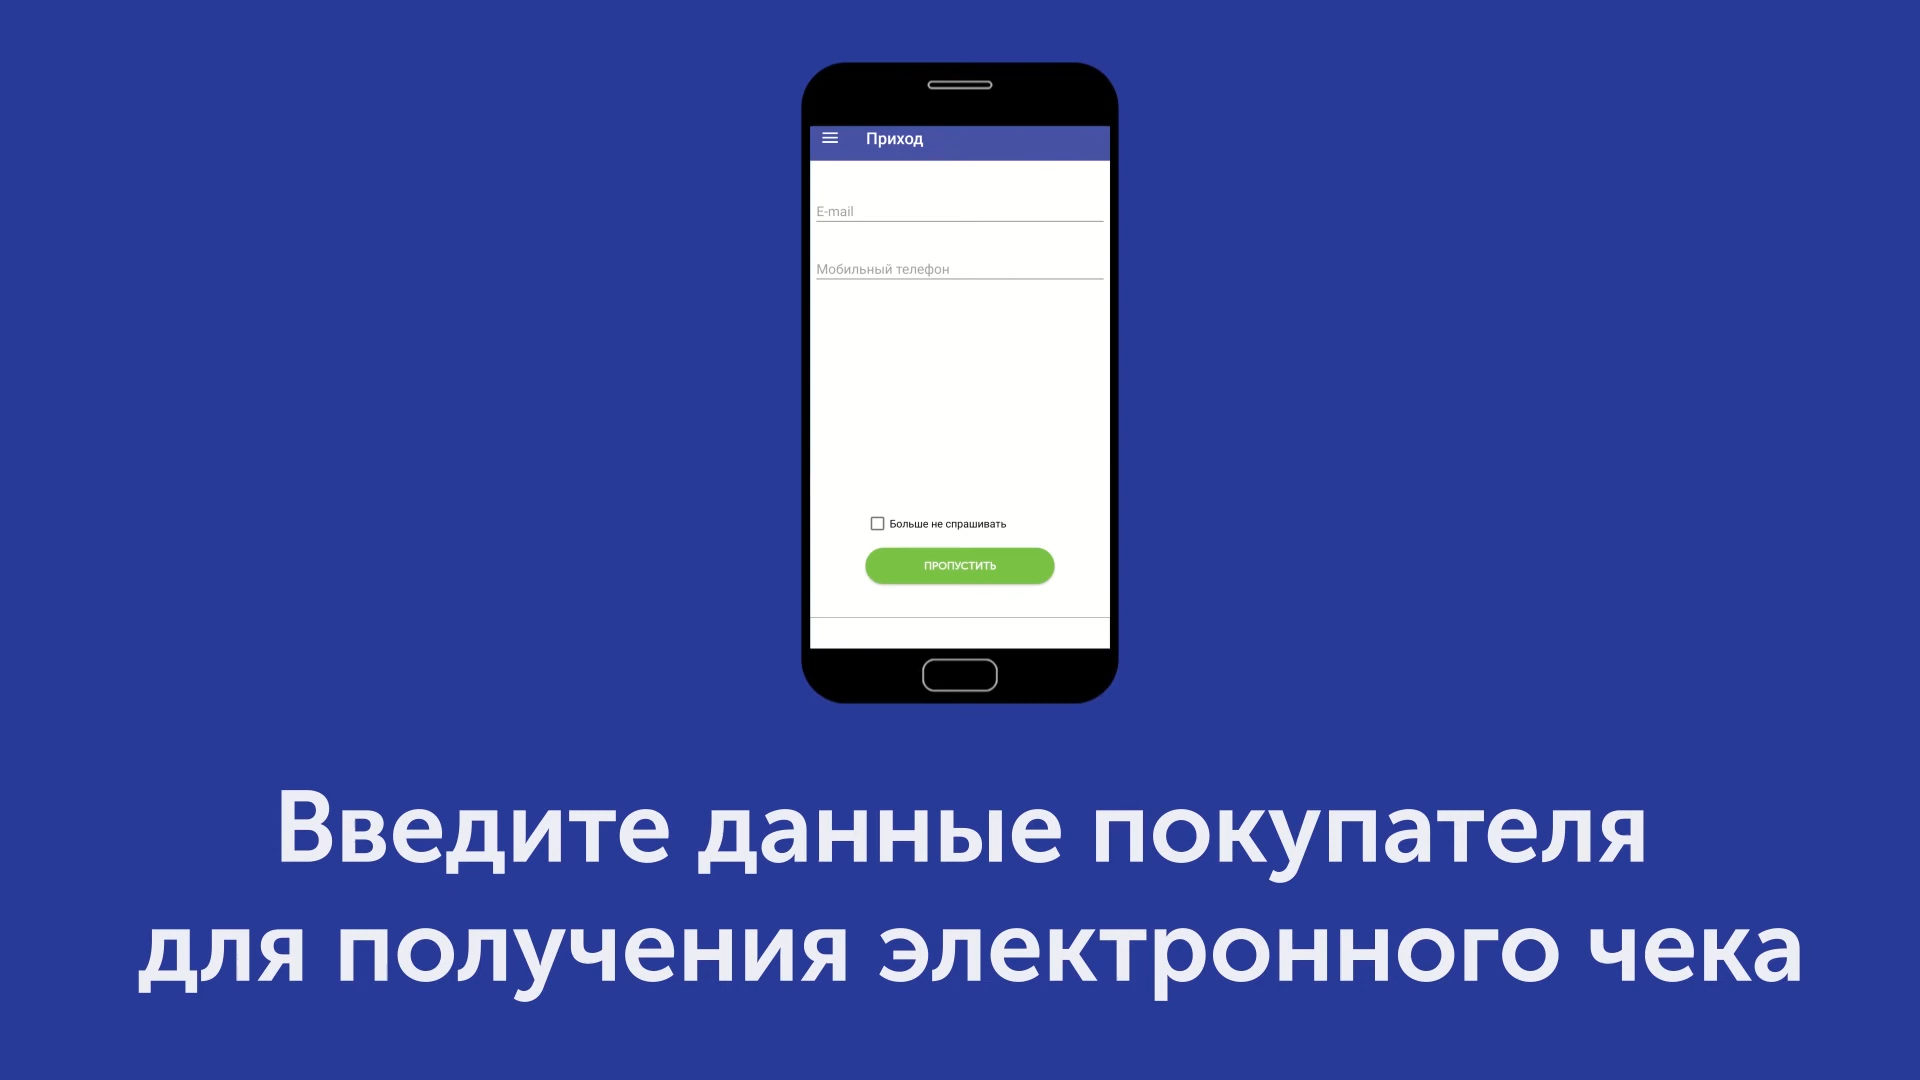 Приход
E-mail
Мобильный телефон
Больше не спрашивать
ПРОПУСТИТЬ
Введите данные покупателя
для получения электронного чека